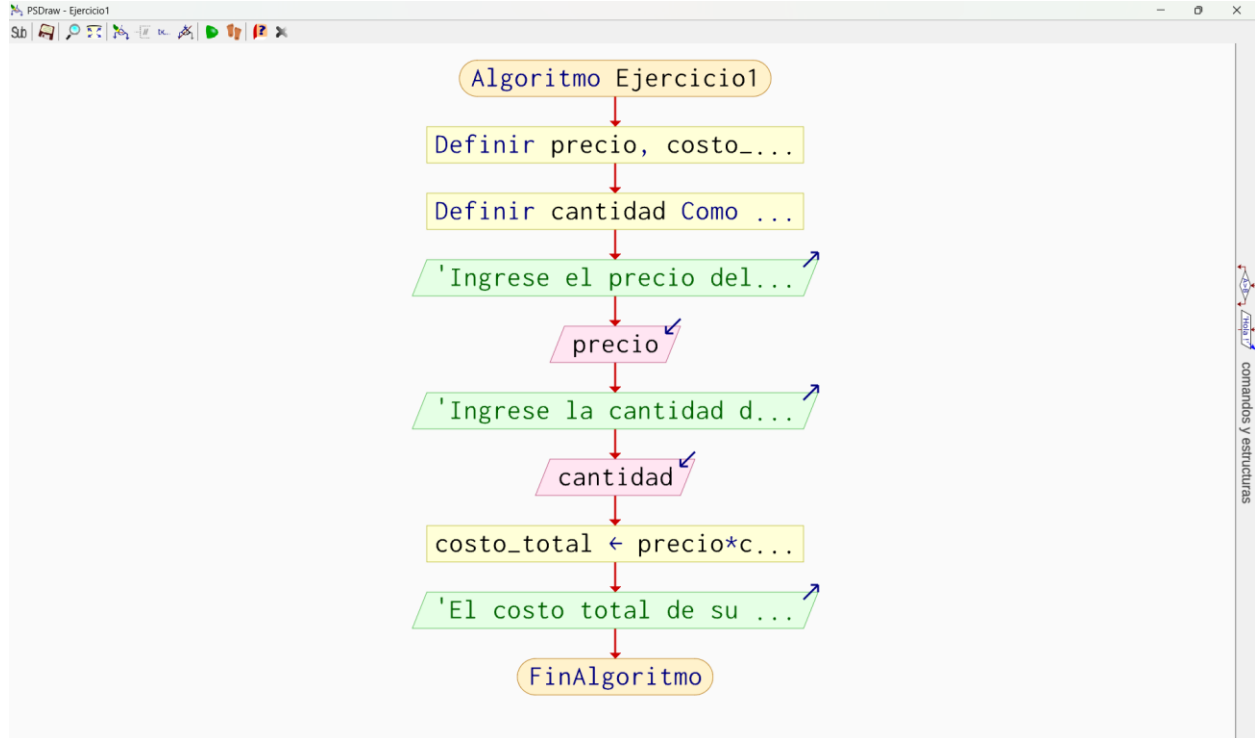 PSDraw - Ejercicio1
Sub
Algoritmo Ejercicio1
Definir precio, costo_...
Definir cantidad Como ...
'Ingrese el precio del...
precio
'Ingrese la cantidad d...
cantidad
costo_total ← precio*c...
'El costo total de su ...
FinAlgoritmo
comandos y estructuras